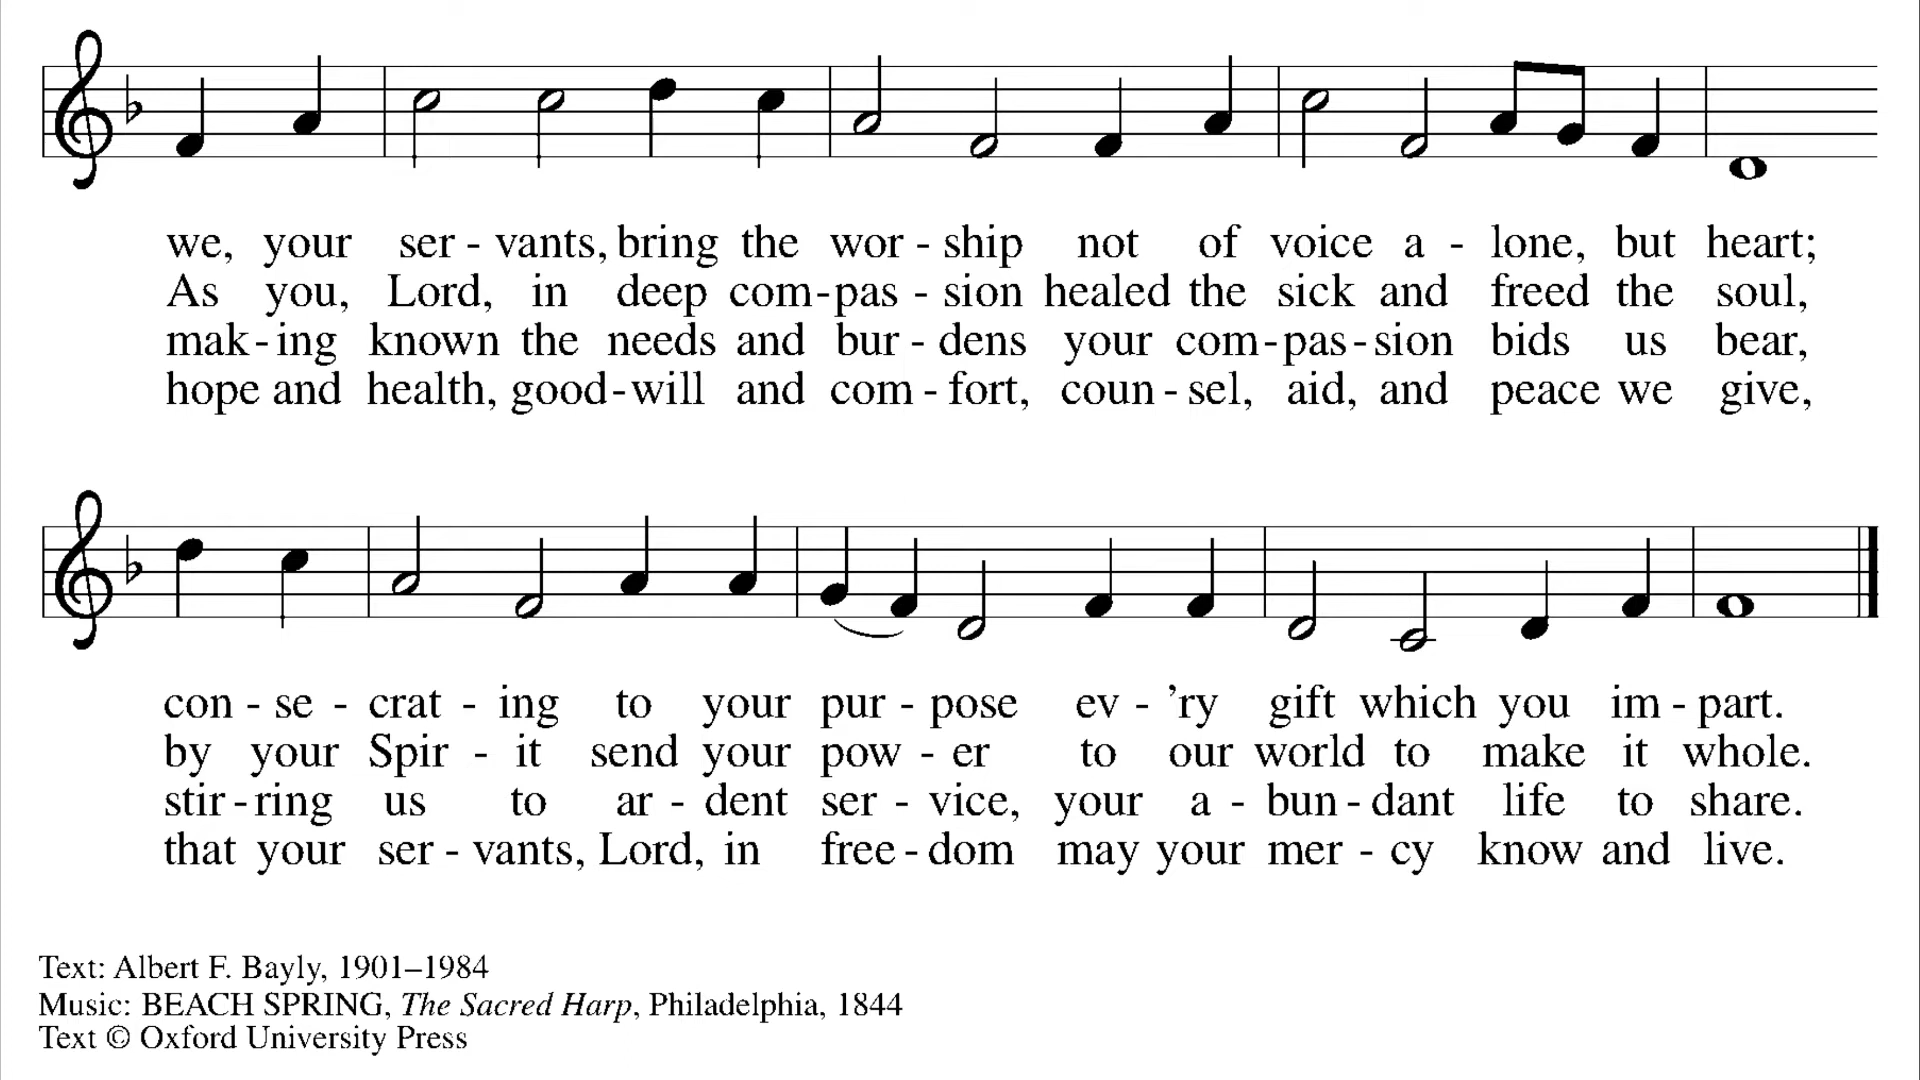 we, your ser - vants, bring the wor - ship not of voice a - lone, but heart;
As you, Lord, in deep com - pas - sion healed the sick and freed the soul,
mak - ing known the needs and bur - dens your com - pas - sion bids us bear,
hope and health, good - will and com - fort, coun - sel, aid, and peace we give,
con - se - crat - ing to your pur - pose ev - 'ry gift which you im - part.
by your Spir - it send your pow - er to our world to make it whole.
stir - ring us to ar - dent ser - vice, your a - bun - dant life to share.
that your ser - vants, Lord, in free - dom may your mer - cy know and live.
Text: Albert F. Bayly, 1901–1984
Music: BEACH SPRING, The Sacred Harp, Philadelphia, 1844
Text © Oxford University Press